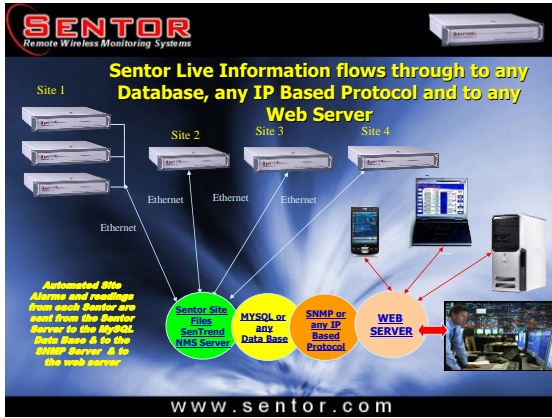 SENTOR
Remote Wireless Monitoring Systems
Sentor Live Information flows through to any
Database, any IP Based Protocol and to any
Web Server
Site 1
Site 2
Site 3
Site 4
Ethernet
Ethernet
Ethernet
Ethernet
Automated Site
Alarms and readings
from each Sentor are
sent from the Sentor
Server to the MySQL
Data Base & to the
SNMP Server & to
the web server
Sentor Site
Files
SenTrend
NMS Server
MYSQL or
any
Data Base
SNMP or
any IP
Based
Protocol
WEB
SERVER
www.sentor.com